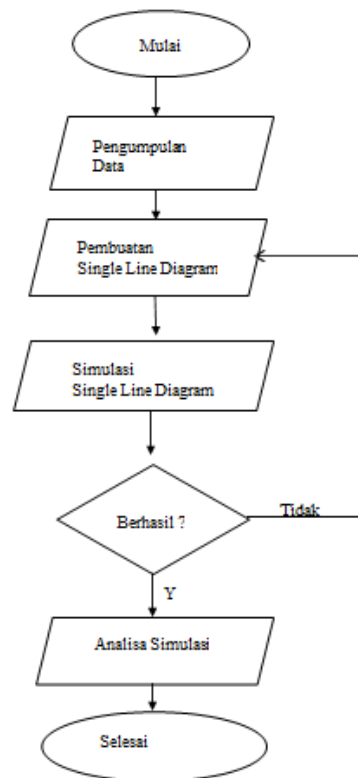 Mulai
Pengumpulan
Data
Pembuatan
Single Line Diagram
Simulasi
Single Line Diagram
Berhasil ?
Tidak
Y
Analisa Simulasi
Selesai